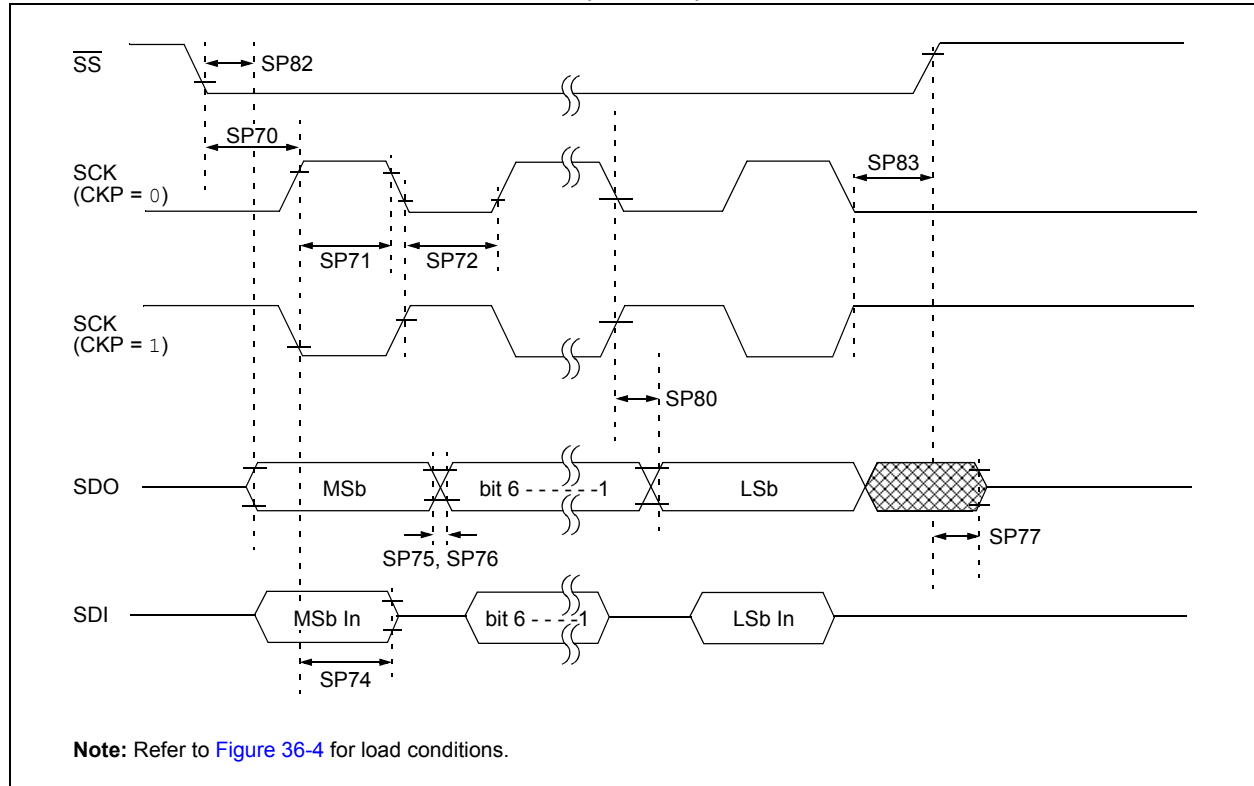 SS
SP82
SP70
SCK
(CKP = 0)
SP83
SP71
SP72
SCK
(CKP = 1)
SP80
SDO
MSb
bit 6 - - - - - -1
LSb
SP75, SP76
SP77
SDI
MSb In
bit 6 - - - -1
LSb In
SP74
Note: Refer to Figure 36-4 for load conditions.